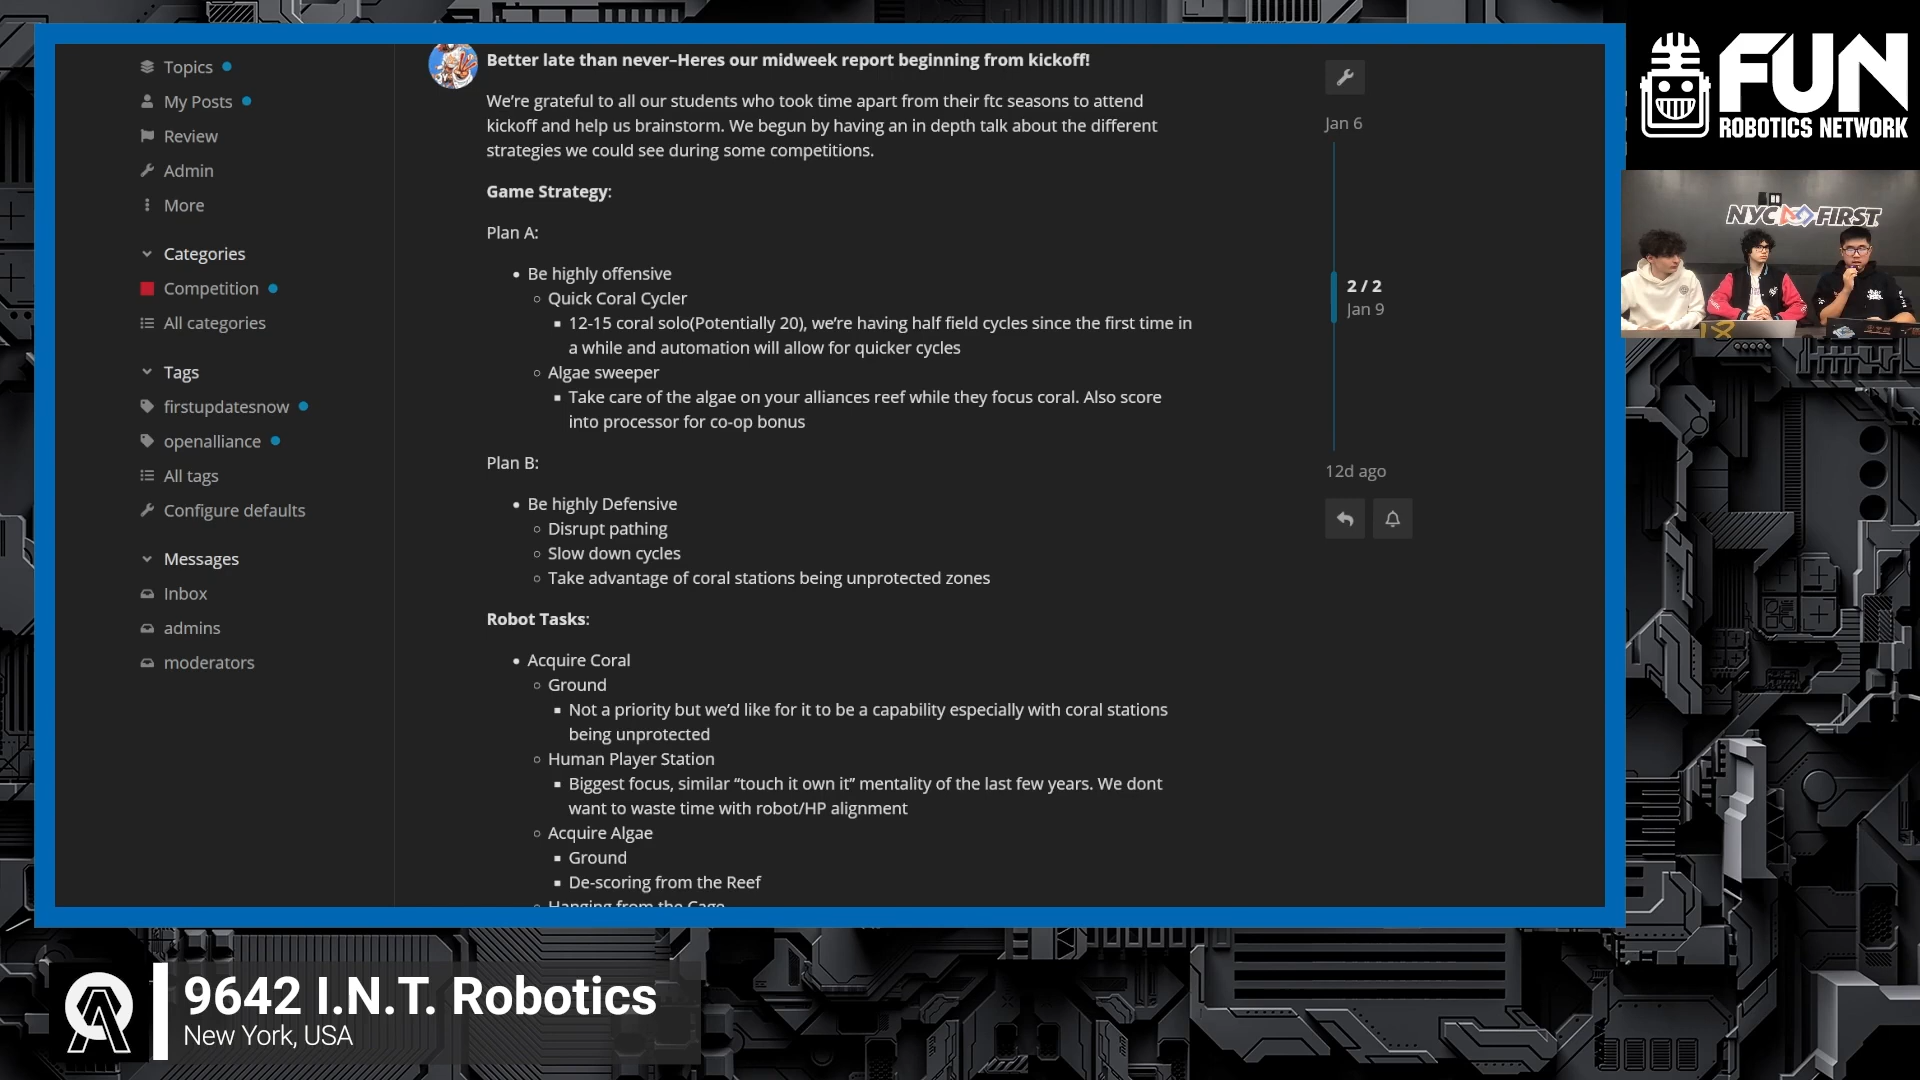 Topics
My Posts
Review
Admin
More
Categories
Competition
All categories
Tags
firstupdatesnow
openalliance
All tags
Configure defaults
Messages
Inbox
admins
moderators
Better late than never–Heres our midweek report beginning from kickoff!
We’re grateful to all our students who took time apart from their ftc seasons to attend
kickoff and help us brainstorm. We begun by having an in depth talk about the different
strategies we could see during some competitions.
Game Strategy:
Plan A:
• Be highly offensive
◦ Quick Coral Cycler
▪ 12-15 coral solo(Potentially 20), we’re having half field cycles since the first time in
a while and automation will allow for quicker cycles
◦ Algae sweeper
▪ Take care of the algae on your alliances reef while they focus coral. Also score
into processor for co-op bonus
Plan B:
• Be highly Defensive
◦ Disrupt pathing
◦ Slow down cycles
◦ Take advantage of coral stations being unprotected zones
Robot Tasks:
• Acquire Coral
◦ Ground
▪ Not a priority but we’d like for it to be a capability especially with coral stations
being unprotected
◦ Human Player Station
▪ Biggest focus, similar “touch it own it” mentality of the last few years. We dont
want to waste time with robot/HP alignment
◦ Acquire Algae
▪ Ground
▪ De-scoring from the Reef
◦ Hanging from the Cage
Jan 6
2 / 2
Jan 9
12d ago
FUN
ROBOTICS NETWORK
NYC FIRST
9642 I.N.T. Robotics
New York, USA